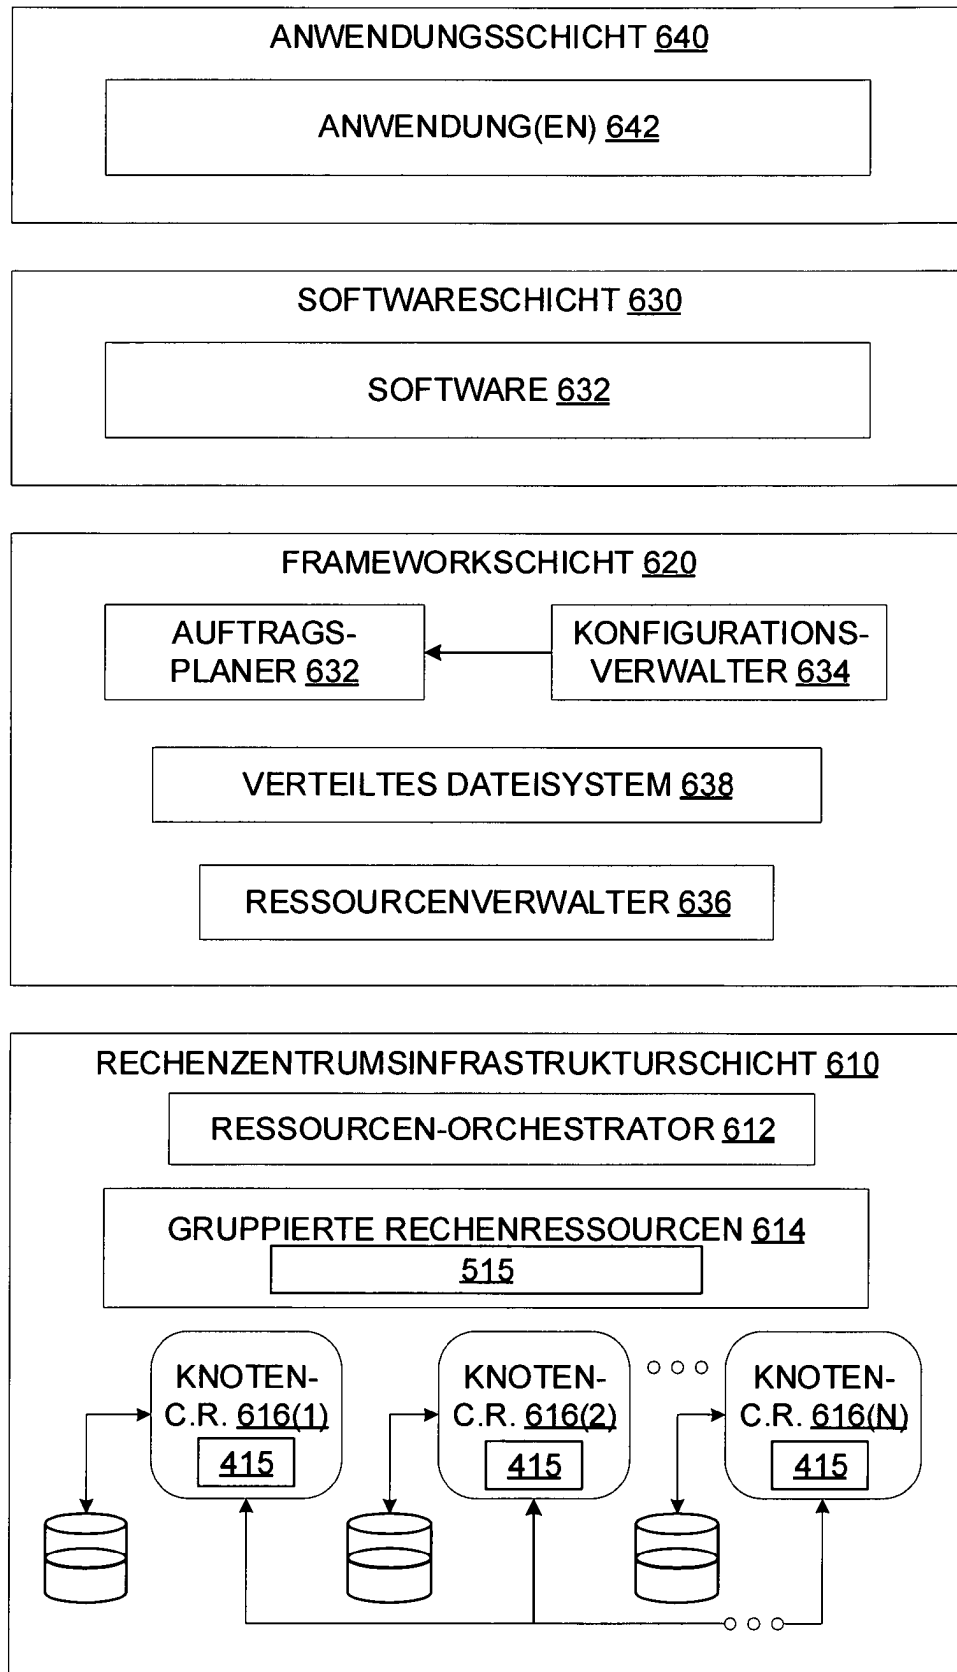 ANWENDUNGSSCHICHT 640
ANWENDUNG(EN) 642
SOFTWARESCHICHT 630
SOFTWARE 632
FRAMEWORKSCHICHT 620
AUFTRAGS-
PLANER 632
KONFIGURATIONS-
VERWALTER 634
VERTEILTES DATEISYSTEM 638
RESSOURCENVERWALTER 636
RECHENZENTRUMSINFRASTRUKTURSCHICHT 610
RESSOURCEN-ORCHESTRATOR 612
GRUPPIERTE RECHENRESSOURCEN 614
515
KNOTEN-
C.R. 616(1)
415
KNOTEN-
C.R. 616(2)
415
KNOTEN-
C.R. 616(N)
415